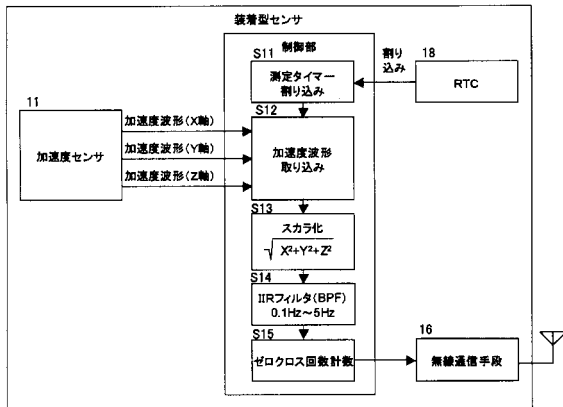 装着型センサ
制御部
S11
測定タイマー
割り込み
割り
込み
18
RTC
S12
加速度波形
取り込み
11
加速度センサ
加速度波形(X軸)
加速度波形(Y軸)
加速度波形(Z軸)
S13
スカラ化
√X²+Y²+Z²
S14
IIRフィルタ(BPF)
0.1Hz～5Hz
S15
ゼロクロス回数計数
16
無線通信手段